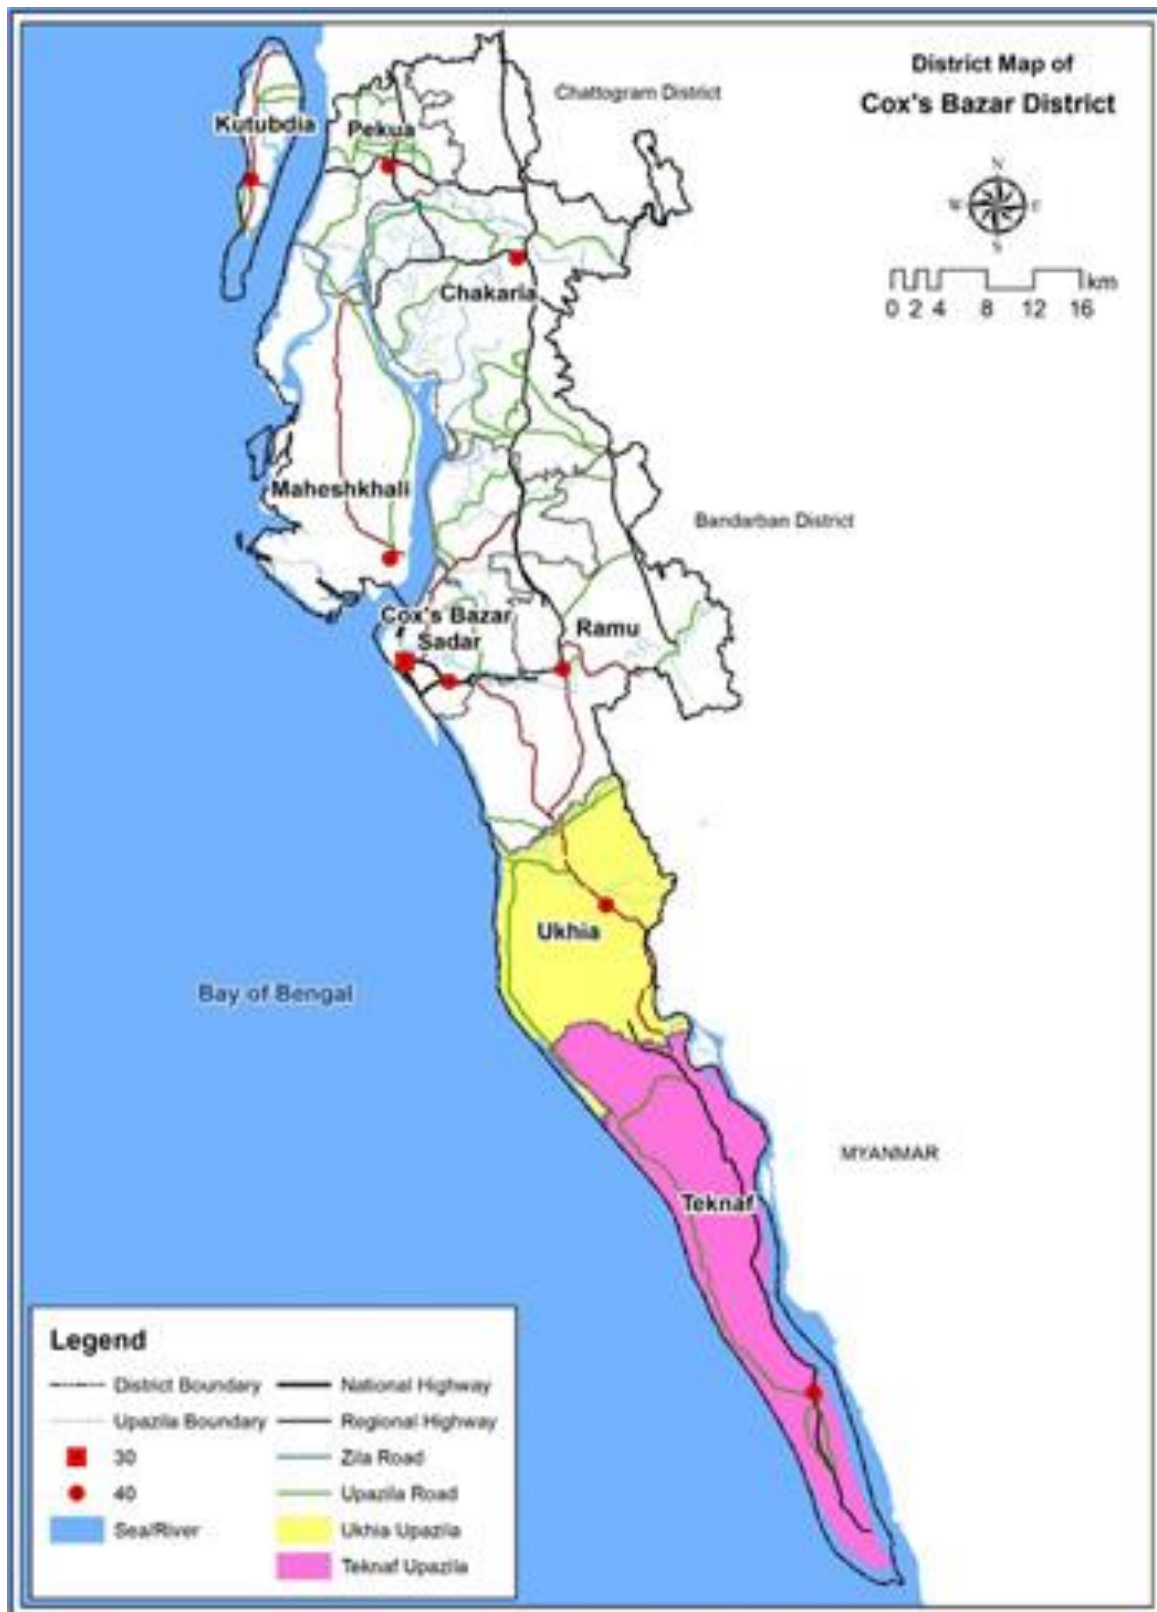 District Map of
Cox's Bazar District
Chattogram District
Kutubdia
Pekua
N
W
E
S
km
0 2 4 8 12 16
Chakaria
Maheshkhali
Bandarban District
Cox's Bazar
Sadar
Ramu
Ukhia
Bay of Bengal
MYANMAR
Teknaf
Legend
District Boundary
National Highway
Upazila Boundary
Regional Highway
30
Zila Road
40
Upazila Road
Sea/River
Ukhia Upazila
Teknaf Upazila